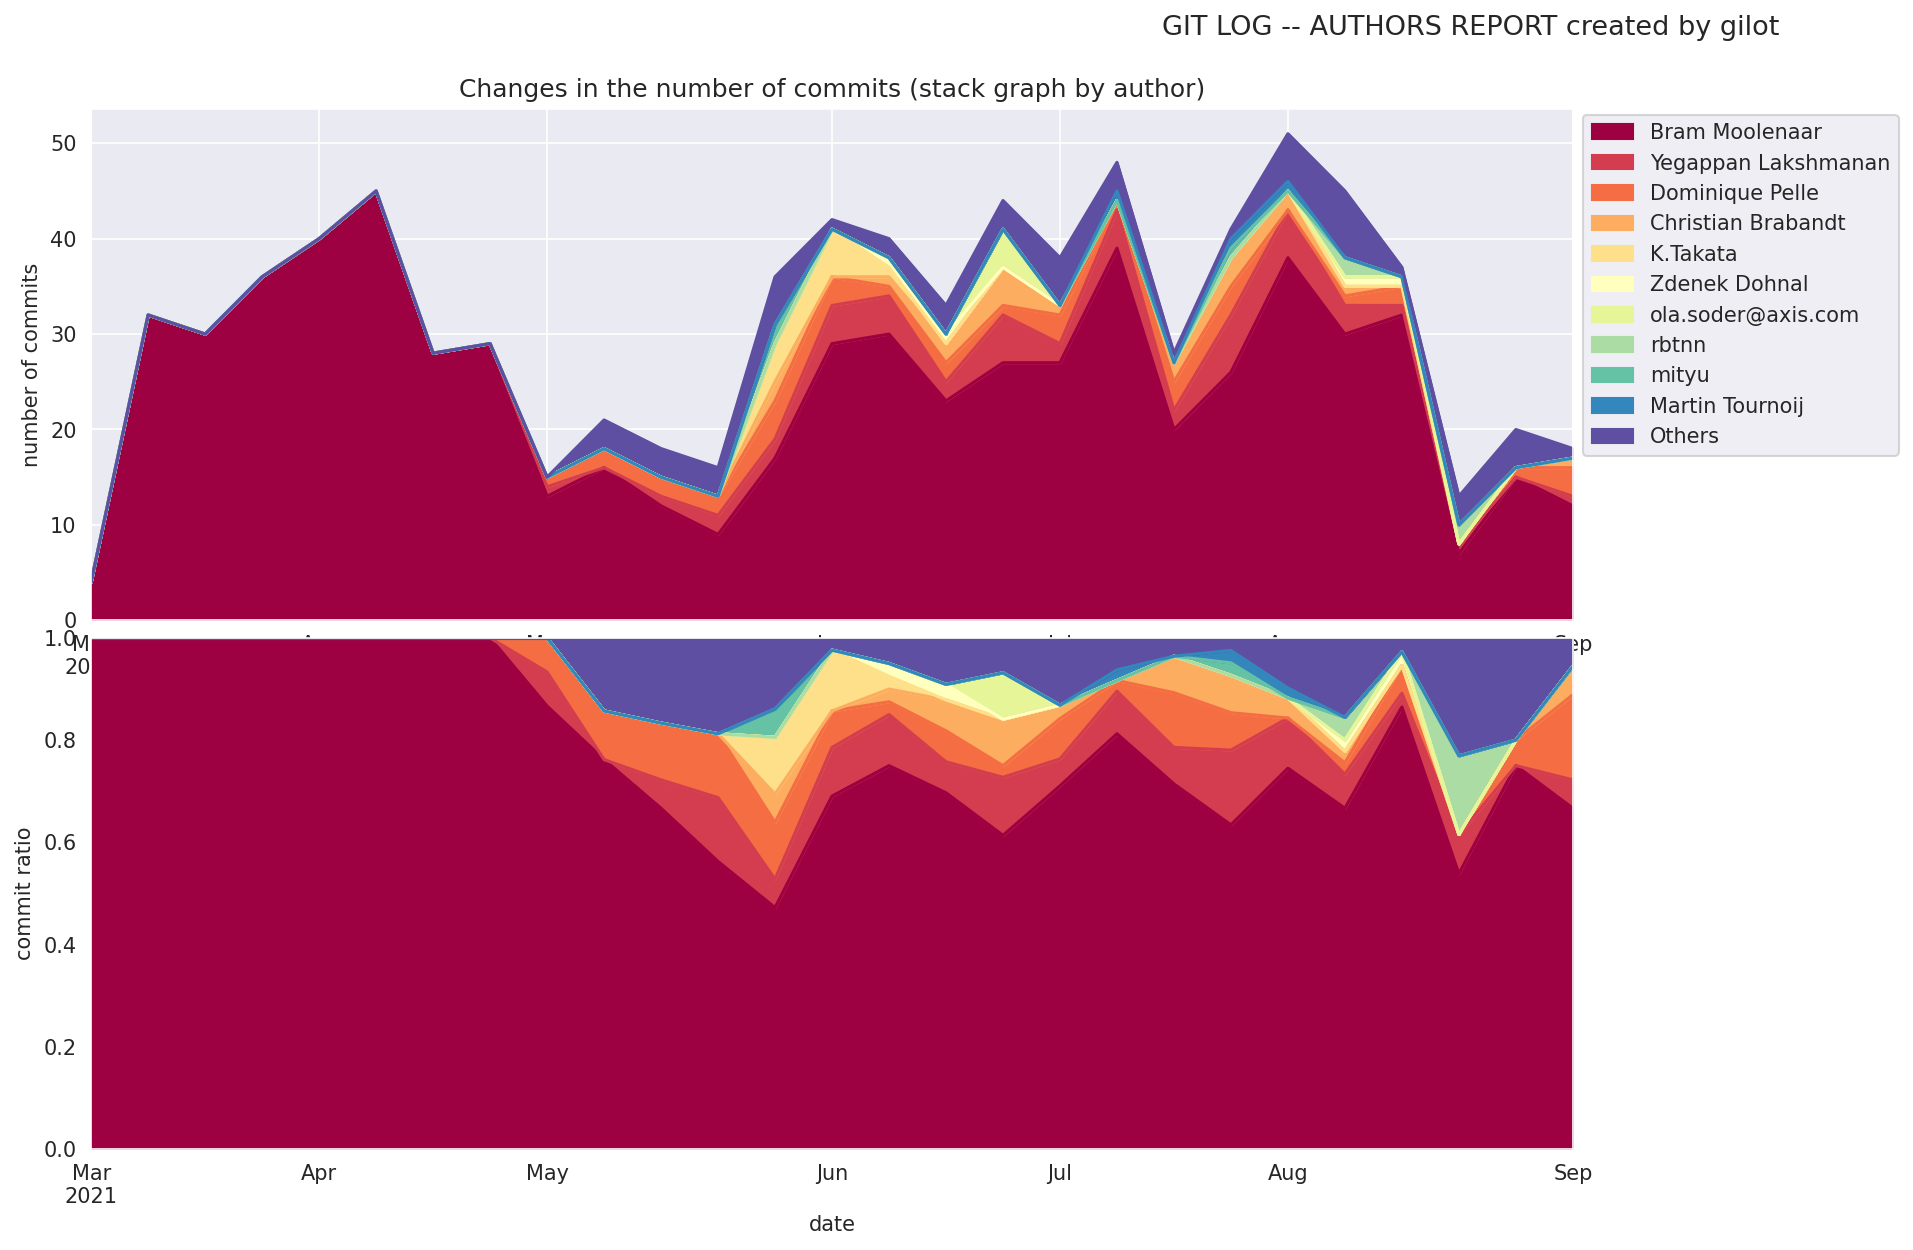 GIT LOG -- AUTHORS REPORT created by gilot
Changes in the number of commits (stack graph by author)
50
40
30
20
10
0
number of commits
Bram Moolenaar
Yegappan Lakshmanan
Dominique Pelle
Christian Brabandt
K.Takata
Zdenek Dohnal
ola.soder@axis.com
rbtnn
mityu
Martin Tournoij
Others
1.0
0.8
0.6
0.4
0.2
0.0
commit ratio
Mar Apr May Jun Jul Aug Sep
2021
date